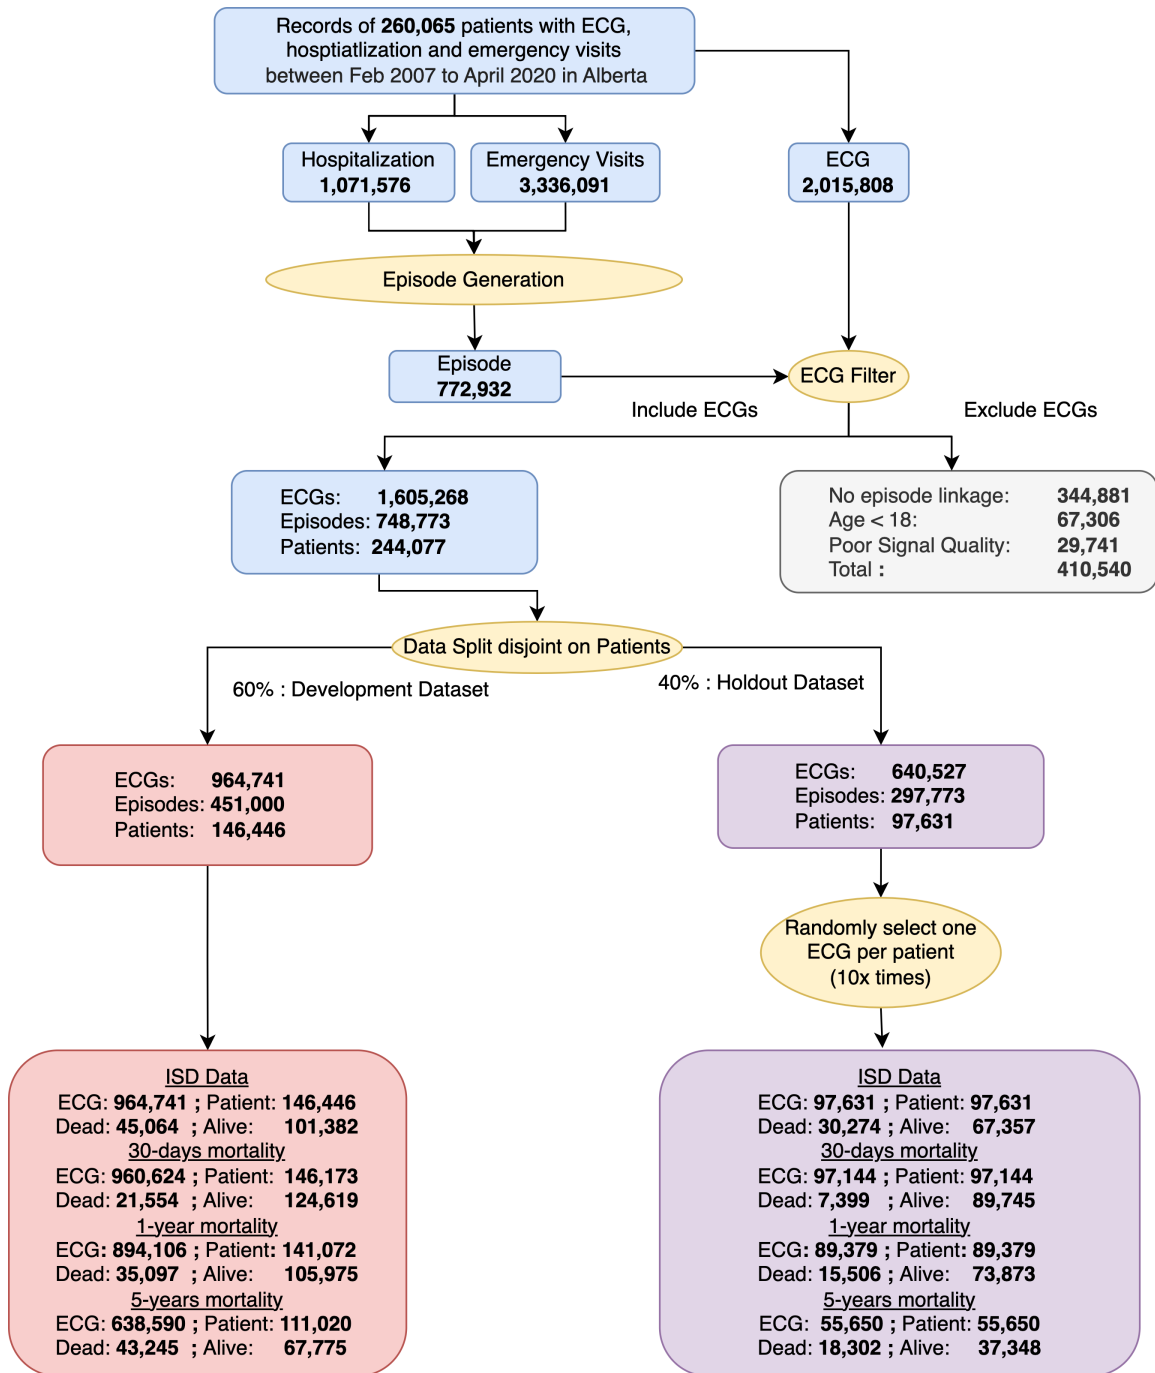 Records of 260,065 patients with ECG,
hosptiatlization and emergency visits
between Feb 2007 to April 2020 in Alberta
Hospitalization
1,071,576
Emergency Visits
3,336,091
ECG
2,015,808
Episode Generation
Episode
772,932
ECG Filter
Include ECGs
Exclude ECGs
ECGs: 1,605,268
Episodes: 748,773
Patients: 244,077
No episode linkage: 344,881
Age < 18: 67,306
Poor Signal Quality: 29,741
Total : 410,540
Data Split disjoint on Patients
60% : Development Dataset
40% : Holdout Dataset
ECGs: 964,741
Episodes: 451,000
Patients: 146,446
ECGs: 640,527
Episodes: 297,773
Patients: 97,631
Randomly select one
ECG per patient
(10x times)
ISD Data
ECG: 964,741 ; Patient: 146,446
Dead: 45,064 ; Alive: 101,382
30-days mortality
ECG: 960,624 ; Patient: 146,173
Dead: 21,554 ; Alive: 124,619
1-year mortality
ECG: 894,106 ; Patient: 141,072
Dead: 35,097 ; Alive: 105,975
5-years mortality
ECG: 638,590 ; Patient: 111,020
Dead: 43,245 ; Alive: 67,775
ISD Data
ECG: 97,631 ; Patient: 97,631
Dead: 30,274 ; Alive: 67,357
30-days mortality
ECG: 97,144 ; Patient: 97,144
Dead: 7,399 ; Alive: 89,745
1-year mortality
ECG: 89,379 ; Patient: 89,379
Dead: 15,506 ; Alive: 73,873
5-years mortality
ECG: 55,650 ; Patient: 55,650
Dead: 18,302 ; Alive: 37,348